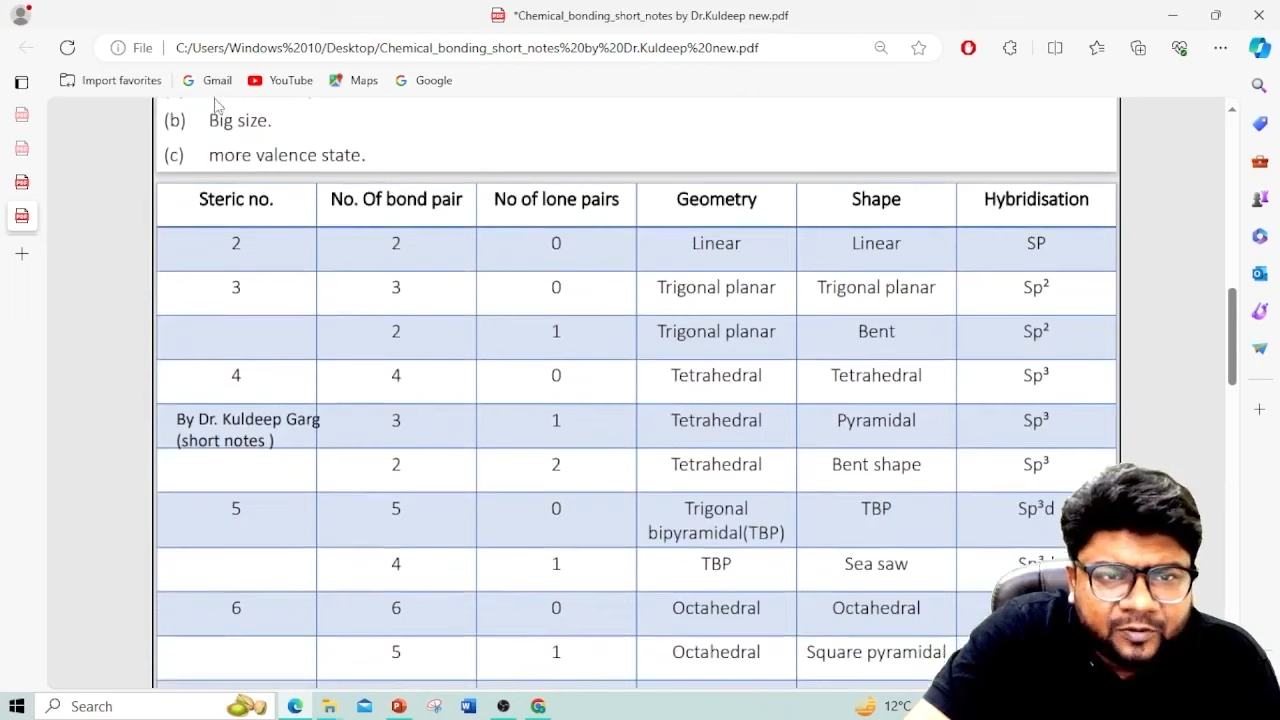 *Chemical_bonding_short_notes by Dr.Kuldeep new.pdf
File
C:/Users/Windows%2010/Desktop/Chemical_bonding_short_notes%20by%20Dr.Kuldeep%20new.pdf
Import favorites
Gmail
YouTube
Maps
Google
(b) Big size.
(c) more valence state.
Steric no. No. Of bond pair No of lone pairs Geometry Shape Hybridisation
2 2 0 Linear Linear SP
3 3 0 Trigonal planar Trigonal planar Sp²
2 1 Trigonal planar Bent Sp²
4 4 0 Tetrahedral Tetrahedral Sp³
By Dr. Kuldeep Garg
(short notes )
3 1 Tetrahedral Pyramidal Sp³
2 2 Tetrahedral Bent shape Sp³
5 5 0 Trigonal
bipyramidal(TBP)
TBP Sp³d
4 1 TBP Sea saw
6 6 0 Octahedral Octahedral
5 1 Octahedral Square pyramidal
Search
12°C